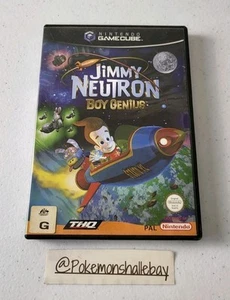 NINTENDO
GAMECUBE
JIMMY
NEUTRON
BOY GENIUS
G
THQ
PAL
Nintendo
@Pokemonshallebay